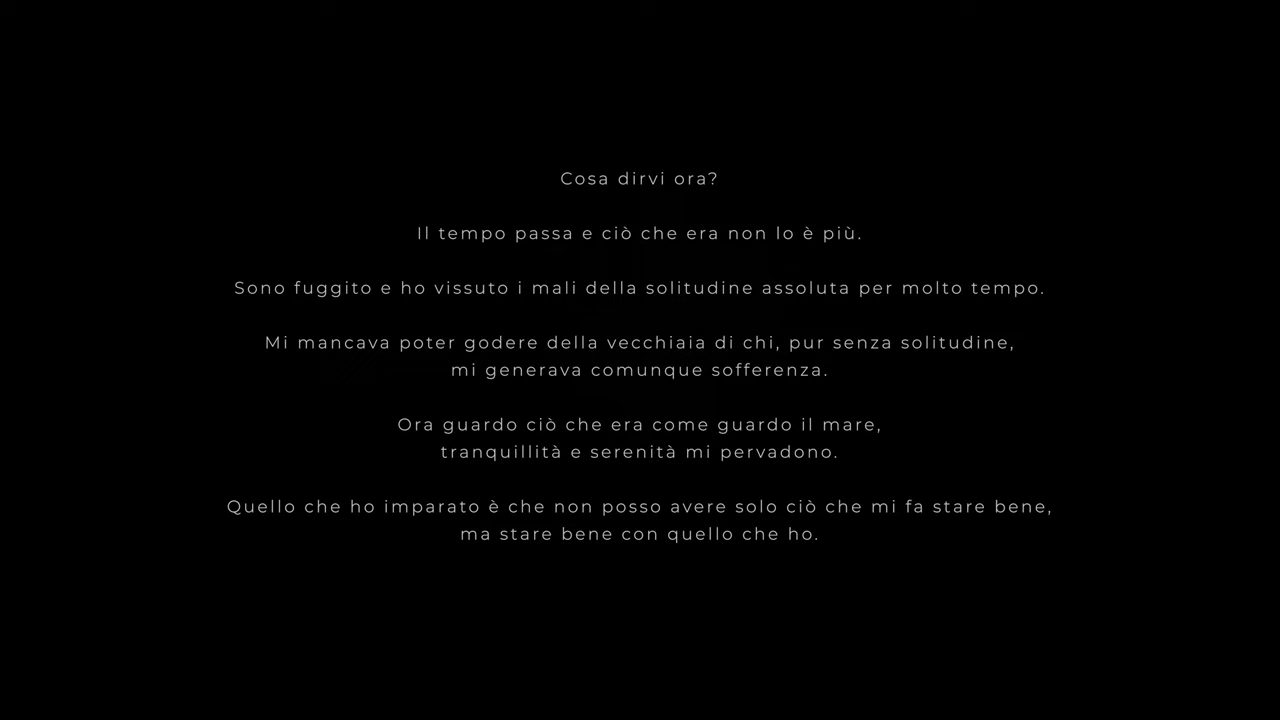 Cosa dirvi ora?
Il tempo passa e ciò che era non lo è più.
Sono fuggito e ho vissuto i mali della solitudine assoluta per molto tempo.
Mi mancava poter godere della vecchiaia di chi, pur senza solitudine,
mi generava comunque sofferenza.
Ora guardo ciò che era come guardo il mare,
tranquillità e serenità mi pervadono.
Quello che ho imparato è che non posso avere solo ciò che mi fa stare bene,
ma stare bene con quello che ho.